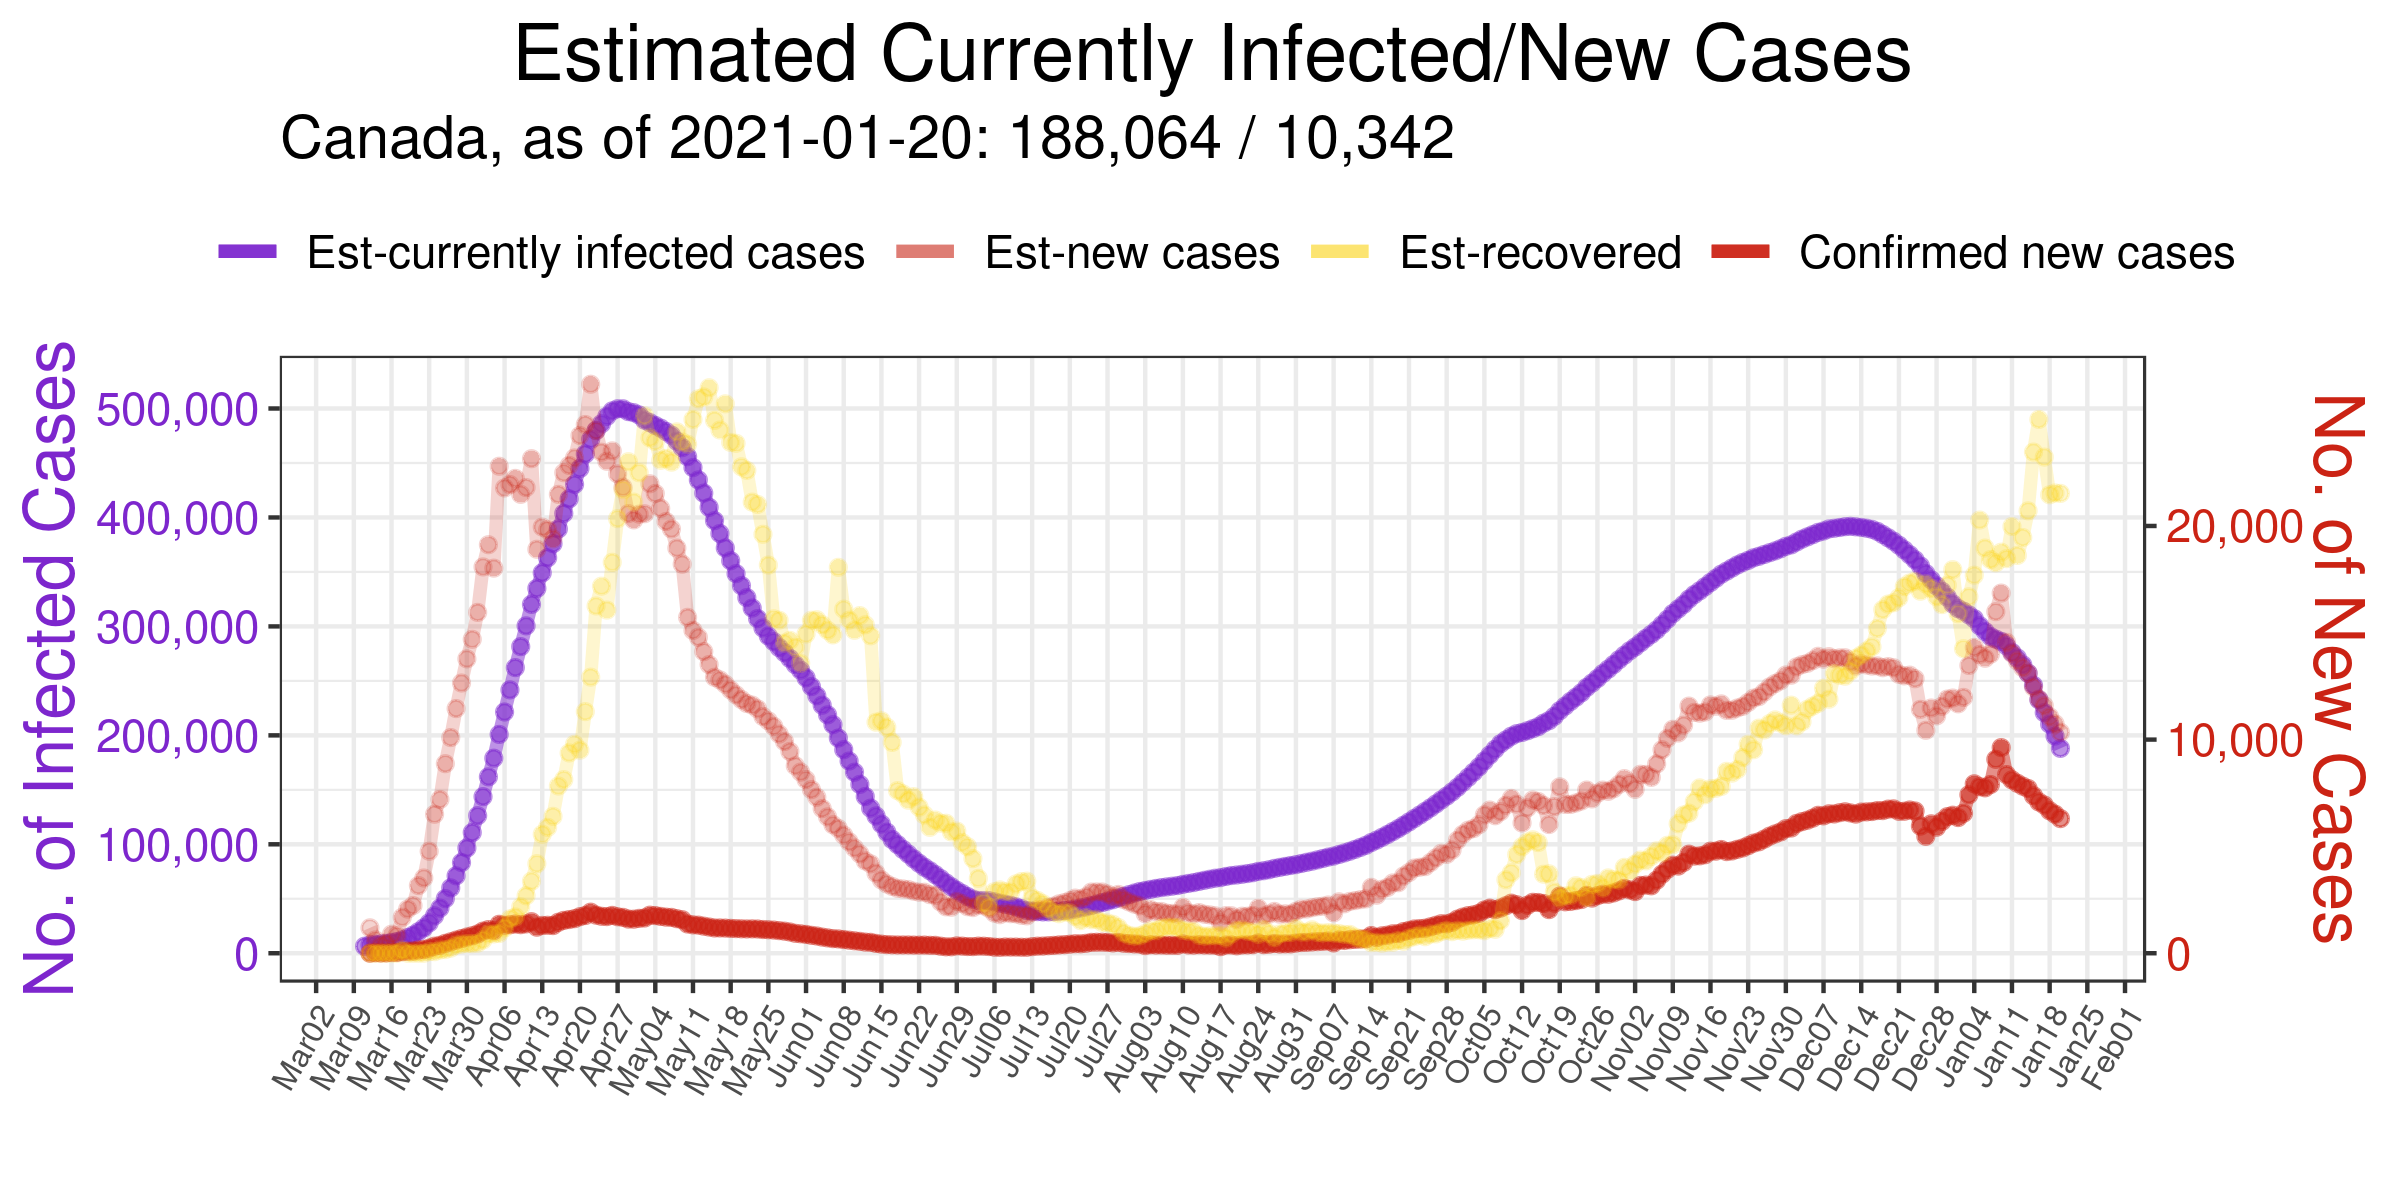 Estimated Currently Infected/New Cases
Canada, as of 2021-01-20: 188,064 / 10,342
Est-currently infected cases Est-new cases Est-recovered Confirmed new cases
No. of Infected Cases
500,000
400,000
300,000
200,000
100,000
0
20,000
10,000
0
No. of New Cases
Mar02 Mar09 Mar16 Mar23 Mar30 Apr06 Apr13 Apr20 Apr27 May04 May11 May18 May25 Jun01 Jun08 Jun15 Jun22 Jun29 Jul06 Jul13 Jul20 Jul27 Aug03 Aug10 Aug17 Aug24 Aug31 Sep07 Sep14 Sep21 Sep28 Oct05 Oct12 Oct19 Oct26 Nov02 Nov09 Nov16 Nov23 Nov30 Dec07 Dec14 Dec21 Dec28 Jan04 Jan11 Jan18 Jan25 Feb01